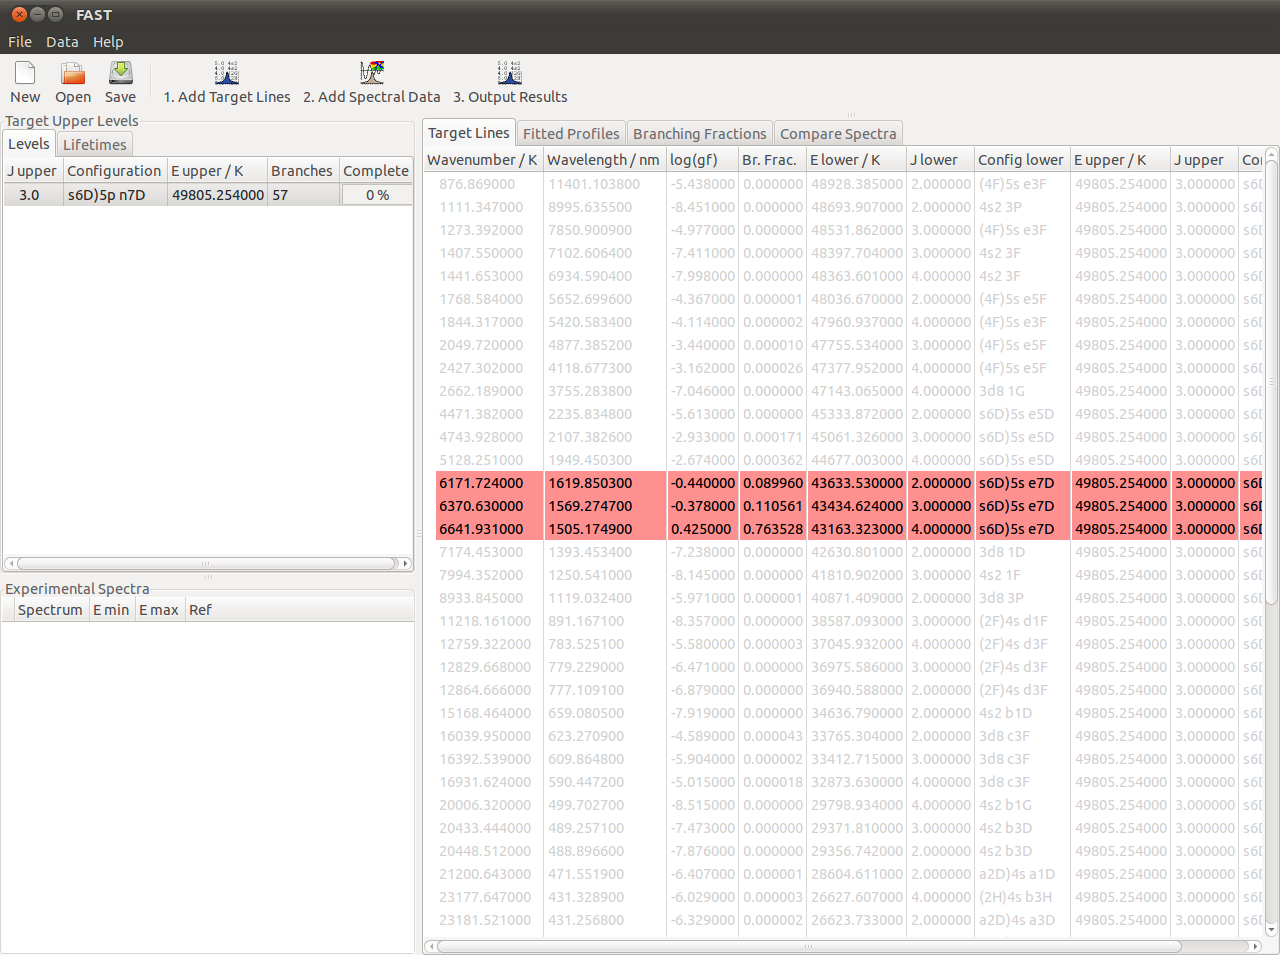 FAST
File Data Help
New Open Save 1. Add Target Lines 2. Add Spectral Data 3. Output Results
Target Upper Levels
Levels Lifetimes
J upper Configuration E upper / K Branches Complete
3.0 s6D)5p n7D 49805.254000 57 0 %
Experimental Spectra
Spectrum E min E max Ref
Target Lines Fitted Profiles Branching Fractions Compare Spectra
Wavenumber / K Wavelength / nm log(gf) Br. Frac. E lower / K J lower Config lower E upper / K J upper
876.869000 11401.103800 -5.438000 0.000000 48928.385000 2.000000 (4F)5s e3F 49805.254000 3.000000
1111.347000 8995.635500 -8.451000 0.000000 48693.907000 2.000000 4s2 3P 49805.254000 3.000000
1273.392000 7850.900900 -4.977000 0.000000 48531.862000 3.000000 (4F)5s e3F 49805.254000 3.000000
1407.550000 7102.606400 -7.411000 0.000000 48397.704000 3.000000 4s2 3F 49805.254000 3.000000
1441.653000 6934.590400 -7.998000 0.000000 48363.601000 4.000000 4s2 3F 49805.254000 3.000000
1768.584000 5652.699600 -4.367000 0.000001 48036.670000 2.000000 (4F)5s e5F 49805.254000 3.000000
1844.317000 5420.583400 -4.114000 0.000002 47960.937000 4.000000 (4F)5s e3F 49805.254000 3.000000
2049.720000 4877.385200 -3.440000 0.000010 47755.534000 3.000000 (4F)5s e5F 49805.254000 3.000000
2427.302000 4118.677300 -3.162000 0.000026 47377.952000 4.000000 (4F)5s e5F 49805.254000 3.000000
2662.189000 3755.283800 -7.046000 0.000000 47143.065000 4.000000 3d8 1G 49805.254000 3.000000
4471.382000 2235.834800 -5.613000 0.000000 45333.872000 2.000000 s6D)5s e5D 49805.254000 3.000000
4743.928000 2107.382600 -2.933000 0.000171 45061.326000 3.000000 s6D)5s e5D 49805.254000 3.000000
5128.251000 1949.450300 -2.674000 0.000362 44677.003000 4.000000 s6D)5s e5D 49805.254000 3.000000
6171.724000 1619.850300 -0.440000 0.089960 43633.530000 2.000000 s6D)5s e7D 49805.254000 3.000000
6370.630000 1569.274700 -0.378000 0.110561 43434.624000 3.000000 s6D)5s e7D 49805.254000 3.000000
6641.931000 1505.174900 0.425000 0.763528 43163.323000 4.000000 s6D)5s e7D 49805.254000 3.000000
7174.453000 1393.453400 -7.238000 0.000000 42630.801000 2.000000 3d8 1D 49805.254000 3.000000
7994.352000 1250.541000 -8.145000 0.000000 41810.902000 3.000000 4s2 1F 49805.254000 3.000000
8933.845000 1119.032400 -5.971000 0.000001 40871.409000 2.000000 3d8 3P 49805.254000 3.000000
11218.161000 891.167100 -8.357000 0.000000 38587.093000 3.000000 (2F)4s d1F 49805.254000 3.000000
12759.322000 783.525100 -5.580000 0.000003 37045.932000 4.000000 (2F)4s d3F 49805.254000 3.000000
12829.668000 779.229000 -6.471000 0.000000 36975.586000 3.000000 (2F)4s d3F 49805.254000 3.000000
12864.666000 777.109100 -6.879000 0.000000 36940.588000 2.000000 (2F)4s d3F 49805.254000 3.000000
15168.464000 659.080500 -7.919000 0.000000 34636.790000 2.000000 4s2 b1D 49805.254000 3.000000
16039.950000 623.270900 -4.589000 0.000043 33765.304000 2.000000 3d8 c3F 49805.254000 3.000000
16392.539000 609.864800 -5.904000 0.000002 33412.715000 3.000000 3d8 c3F 49805.254000 3.000000
16931.624000 590.447200 -5.015000 0.000018 32873.630000 4.000000 3d8 c3F 49805.254000 3.000000
20006.320000 499.702700 -8.515000 0.000000 29798.934000 4.000000 4s2 b1G 49805.254000 3.000000
20433.444000 489.257100 -7.473000 0.000000 29371.810000 3.000000 4s2 b3D 49805.254000 3.000000
20448.512000 488.896600 -7.876000 0.000000 29356.742000 2.000000 4s2 b3D 49805.254000 3.000000
21200.643000 471.551900 -6.407000 0.000001 28604.611000 2.000000 a2D)4s a1D 49805.254000 3.000000
23177.647000 431.328900 -6.029000 0.000003 26627.607000 4.000000 (2H)4s b3H 49805.254000 3.000000
23181.521000 431.256800 -6.329000 0.000002 26623.733000 2.000000 a2D)4s a3D 49805.254000 3.000000